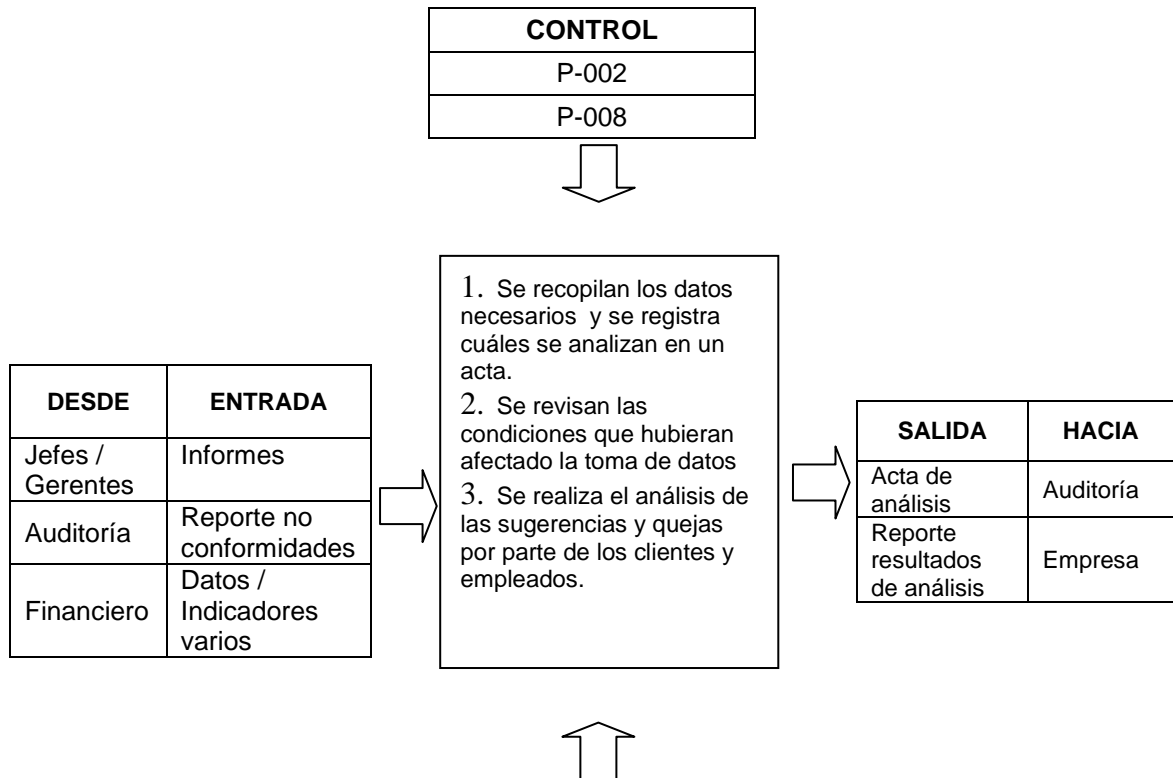 CONTROL
P-002
P-008
1. Se recopilan los datos
necesarios y se registra
cuáles se analizan en un
acta.
2. Se revisan las
condiciones que hubieran
afectado la toma de datos
3. Se realiza el análisis de
las sugerencias y quejas
por parte de los clientes y
empleados.
DESDE ENTRADA
Jefes / Informes
Gerentes
Auditoría Reporte no
conformidades
Financiero Datos /
Indicadores
varios
SALIDA HACIA
Acta de
análisis Auditoría
Reporte
resultados Empresa
de análisis